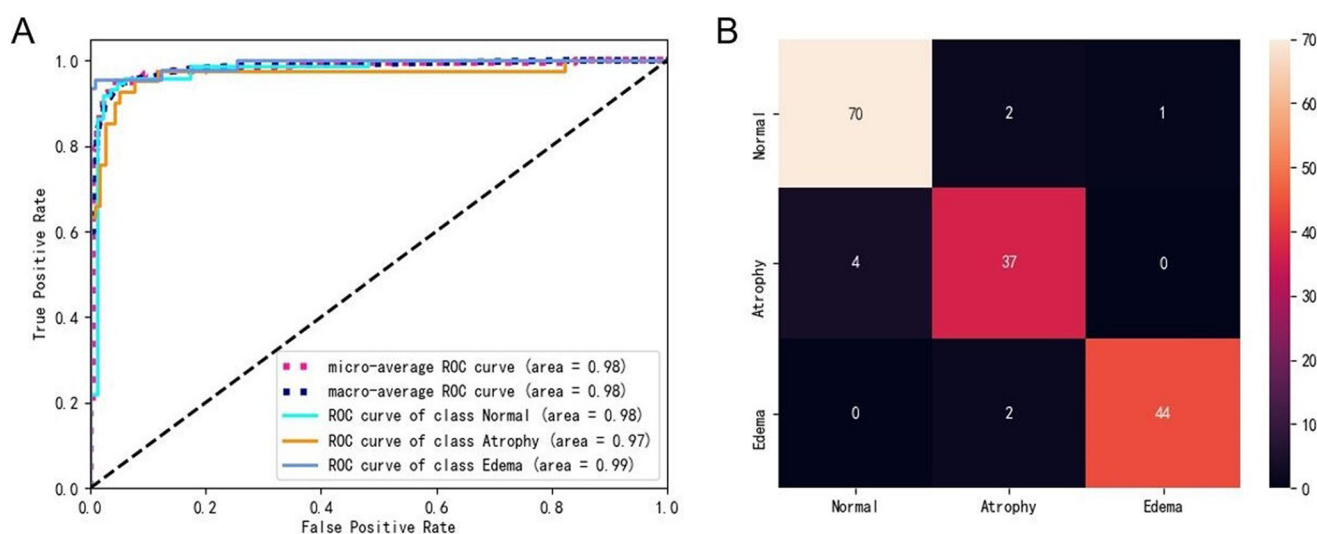 A
1.0
0.8
0.6
0.4
0.2
0.0
True Positive Rate
micro-average ROC curve (area = 0.98)
macro-average ROC curve (area = 0.98)
ROC curve of class Normal (area = 0.98)
ROC curve of class Atrophy (area = 0.97)
ROC curve of class Edema (area = 0.99)
0.0 0.2 0.4 0.6 0.8 1.0
False Positive Rate
B
Normal
70 2 1
Atrophy
4 37 0
Edema
0 2 44
Normal Atrophy Edema
70
60
50
40
30
20
10
0